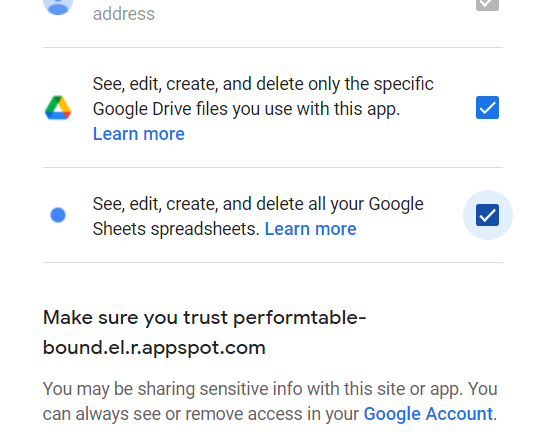 address
See, edit, create, and delete only the specific
Google Drive files you use with this app.
Learn more
See, edit, create, and delete all your Google
Sheets spreadsheets. Learn more
Make sure you trust performtable-
bound.el.r.appspot.com
You may be sharing sensitive info with this site or app. You
can always see or remove access in your Google Account.